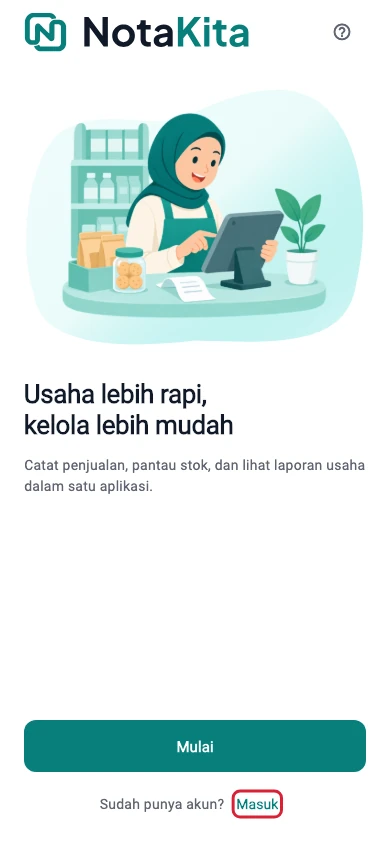 NotaKita
Usaha lebih rapi,
kelola lebih mudah
Catat penjualan, pantau stok, dan lihat laporan usaha
dalam satu aplikasi.
Mulai
Sudah punya akun? Masuk